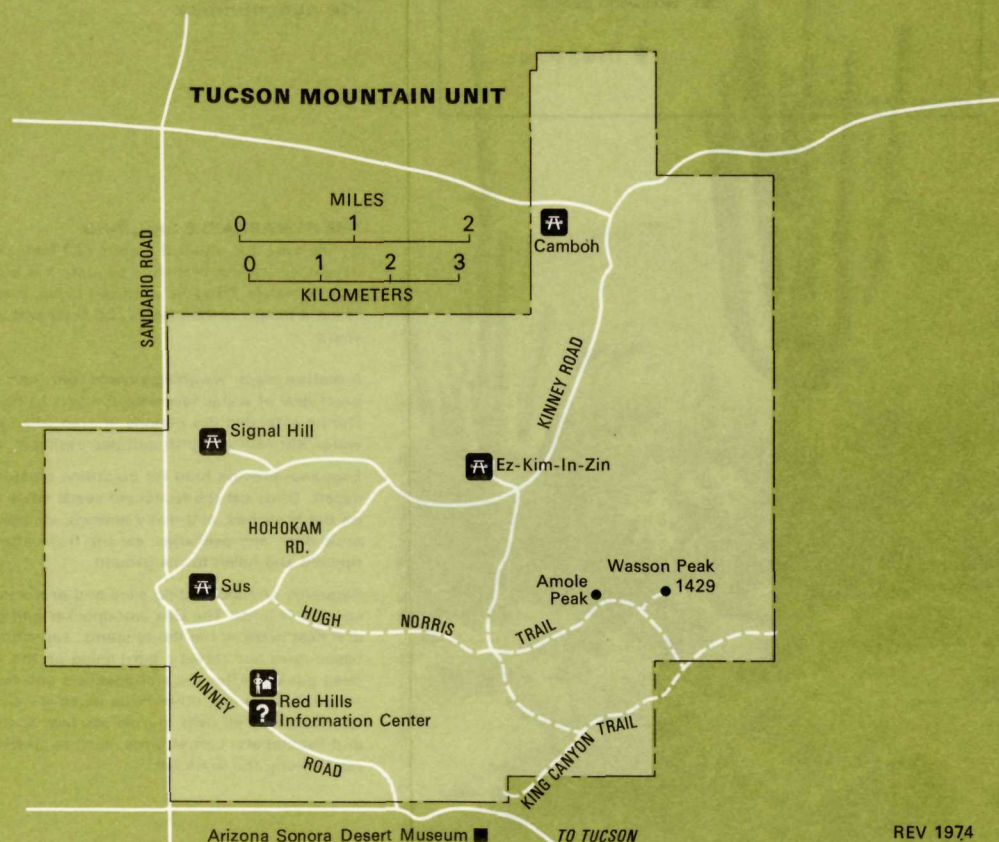 TUCSON MOUNTAIN UNIT
MILES
0 1 2
0 1 2 3
KILOMETERS
SANDARIO ROAD
Camboh
KINNEY ROAD
Signal Hill
Ez-Kim-In-Zin
HOHOKAM
RD.
Sus
Wasson Peak
1429
Amole
Peak
HUGH NORRIS TRAIL
KINNEY ROAD
?
Red Hills
Information Center
KING CANYON TRAIL
Arizona Sonora Desert Museum
TO TUCSON
REV 1974